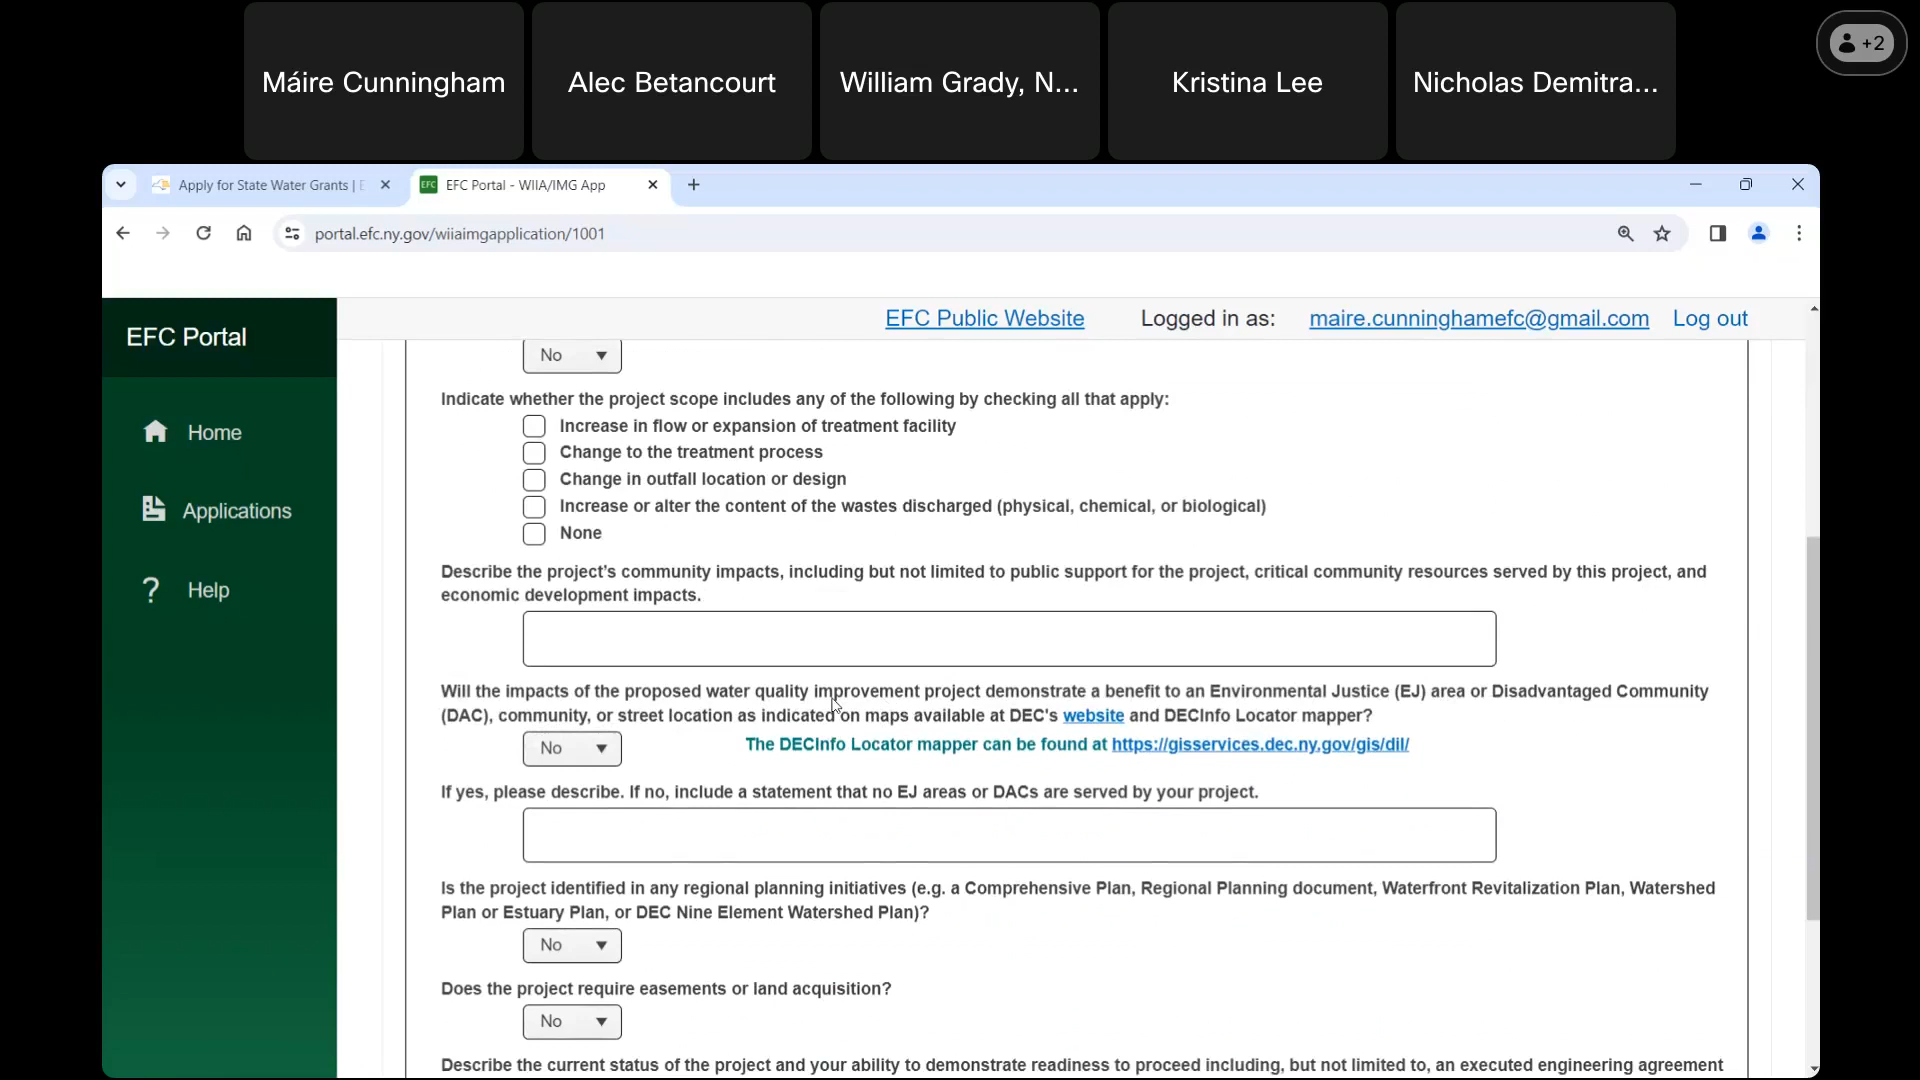 Máire Cunningham
Alec Betancourt
William Grady, N...
Kristina Lee
Nicholas Demitra...
+2
Apply for State Water Grants | E
EFC
EFC Portal - WIIA/IMG App
portal.efc.ny.gov/wiiaimgapplication/1001
EFC Portal
EFC Public Website
Logged in as:
maire.cunninghamefc@gmail.com
Log out
Home
Applications
Help
No
Indicate whether the project scope includes any of the following by checking all that apply:
Increase in flow or expansion of treatment facility
Change to the treatment process
Change in outfall location or design
Increase or alter the content of the wastes discharged (physical, chemical, or biological)
None
Describe the project's community impacts, including but not limited to public support for the project, critical community resources served by this project, and
economic development impacts.
Will the impacts of the proposed water quality improvement project demonstrate a benefit to an Environmental Justice (EJ) area or Disadvantaged Community
(DAC), community, or street location as indicated on maps available at DEC's website and DECInfo Locator mapper?
No
The DECInfo Locator mapper can be found at https://gisservices.dec.ny.gov/gis/dil/
If yes, please describe. If no, include a statement that no EJ areas or DACs are served by your project.
Is the project identified in any regional planning initiatives (e.g. a Comprehensive Plan, Regional Planning document, Waterfront Revitalization Plan, Watershed
Plan or Estuary Plan, or DEC Nine Element Watershed Plan)?
No
Does the project require easements or land acquisition?
No
Describe the current status of the project and your ability to demonstrate readiness to proceed including, but not limited to, an executed engineering agreement